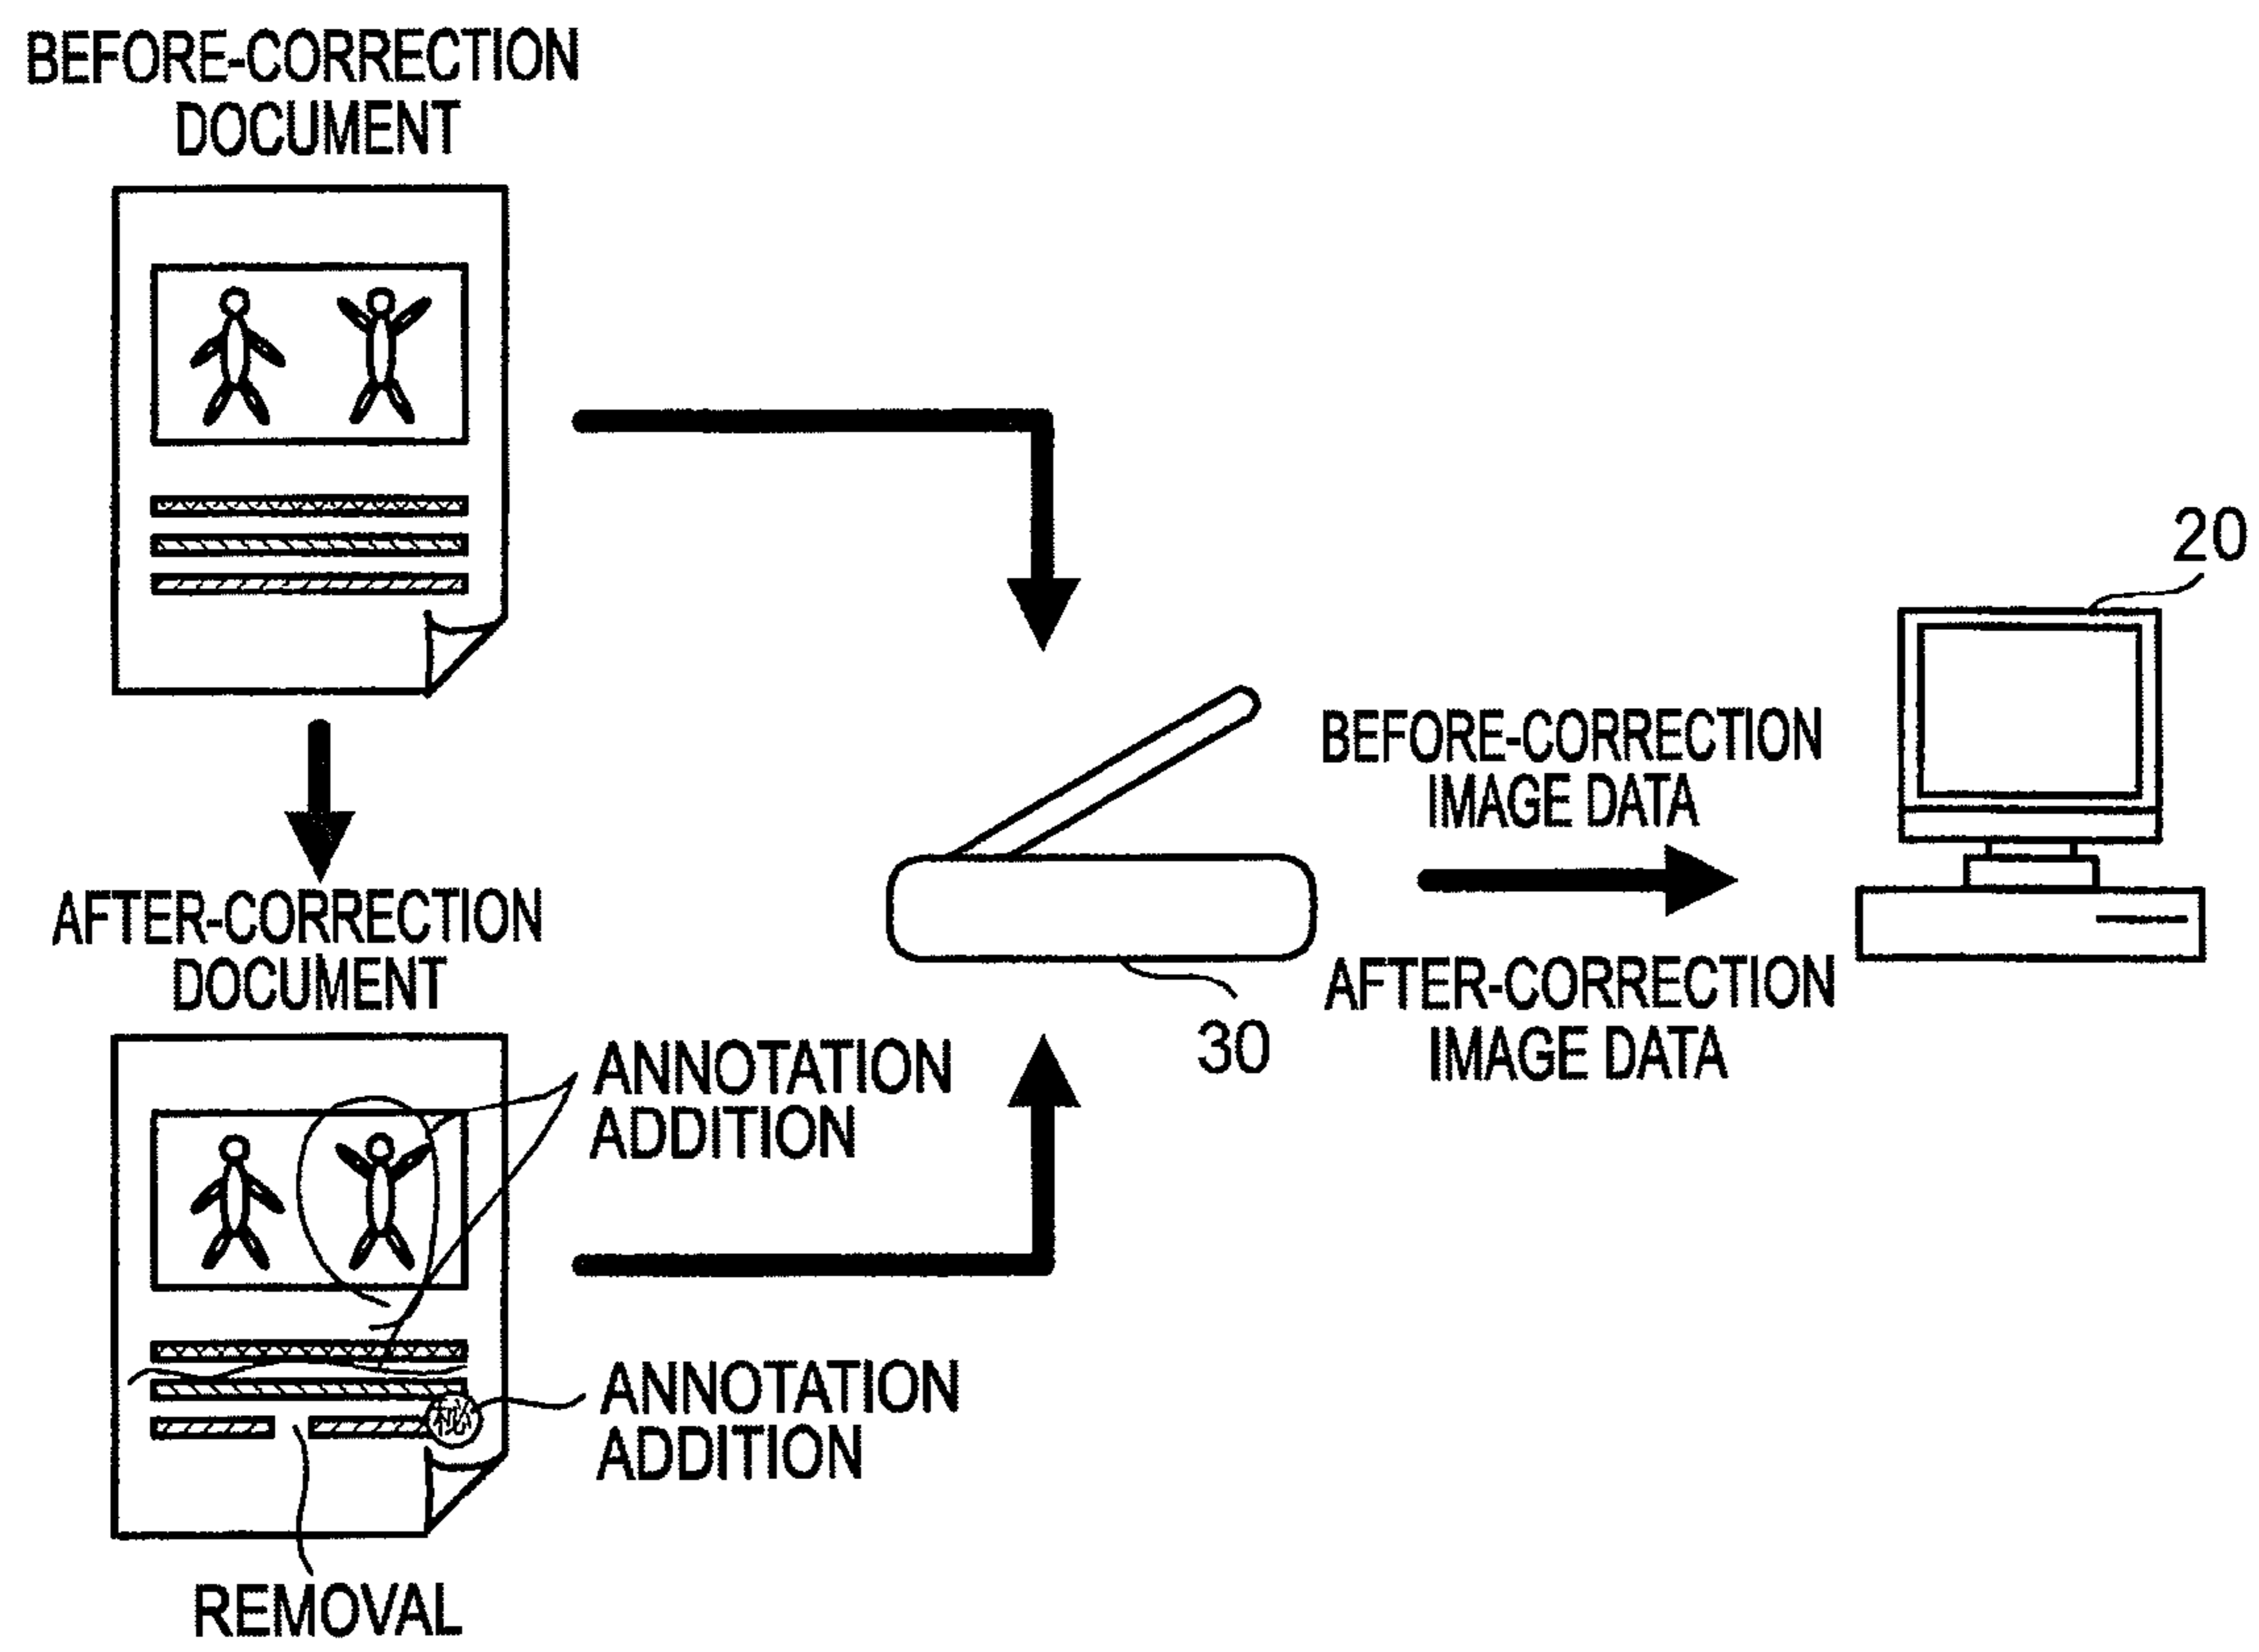 BEFORE-CORRECTION
DOCUMENT
20
BEFORE-CORRECTION
IMAGE DATA
AFTER-CORRECTION
DOCUMENT
AFTER-CORRECTION
IMAGE DATA
30
ANNOTATION
ADDITION
ANNOTATION
ADDITION
秘
REMOVAL